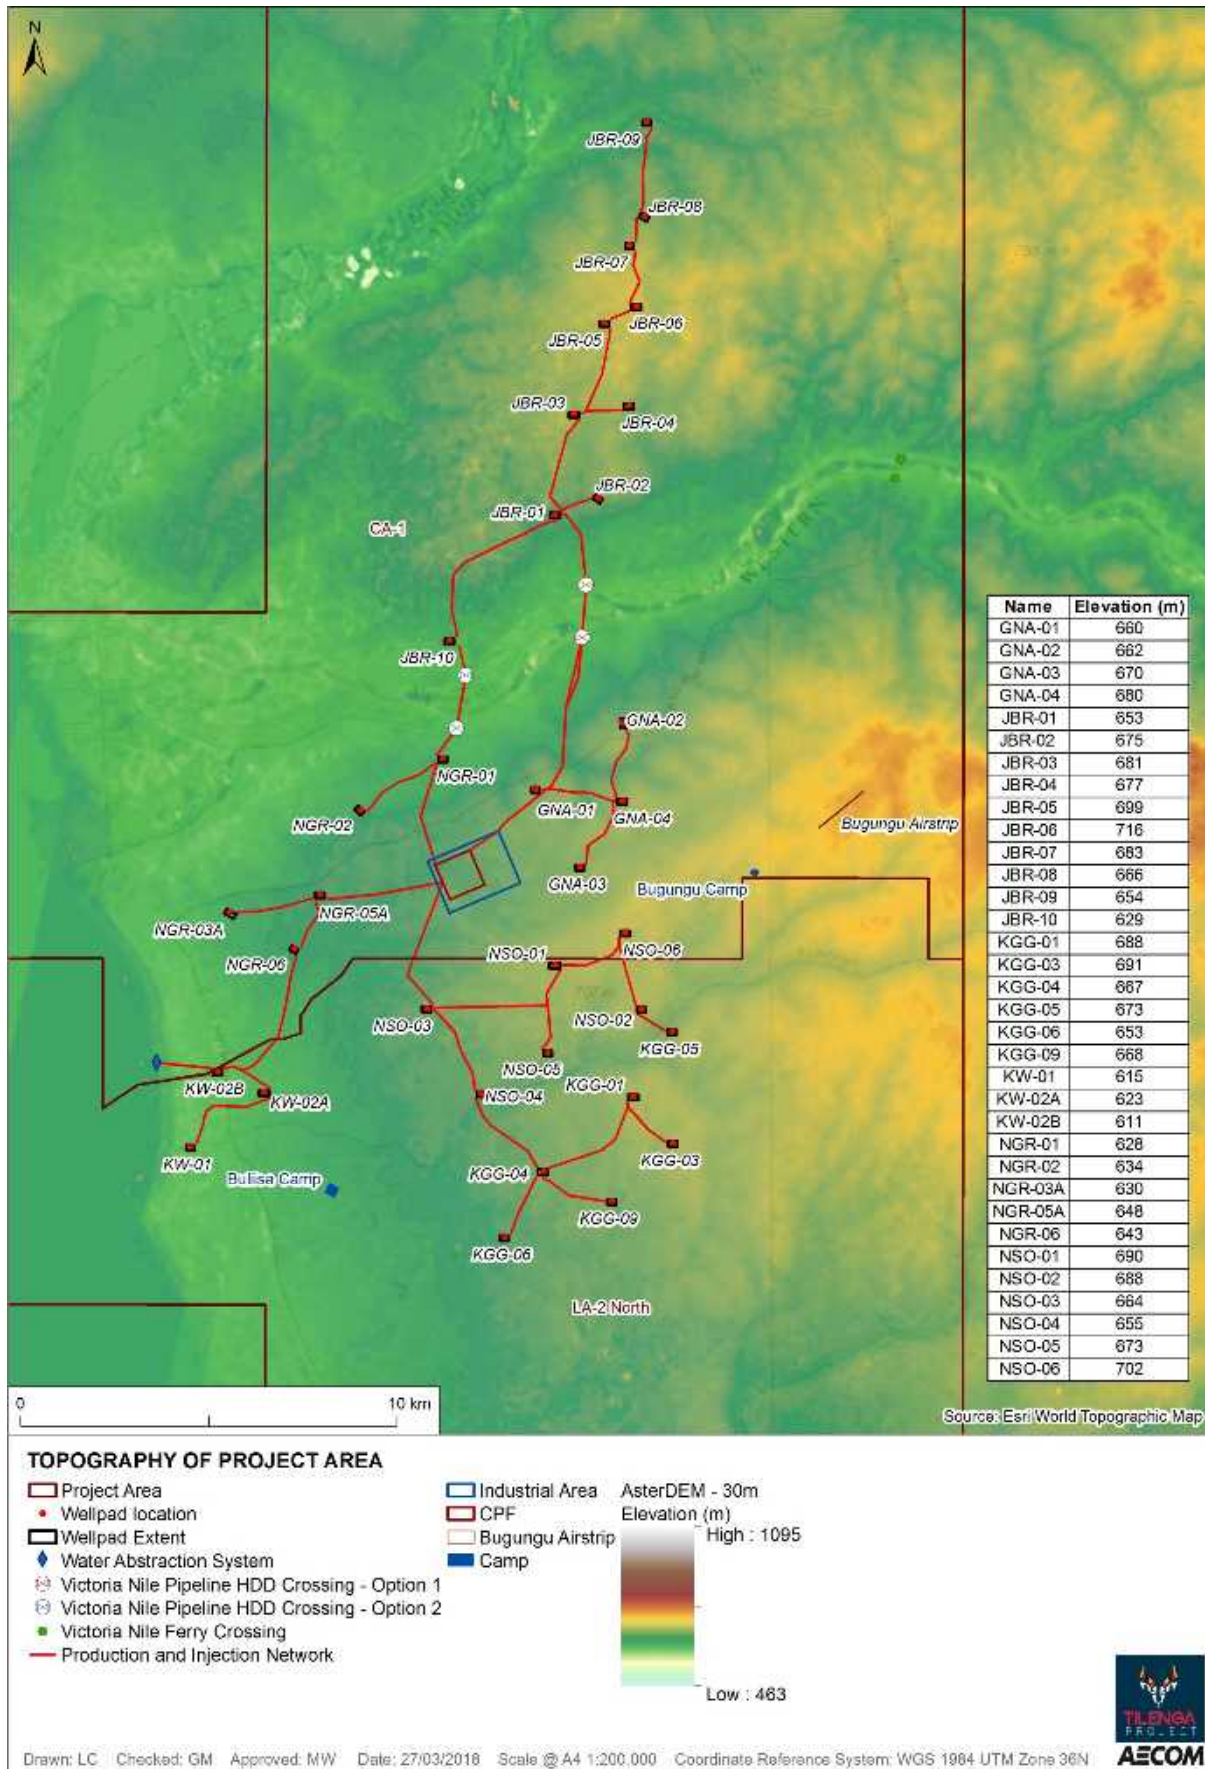 N
JBR-09
JBR-08
JBR-07
JBR-06
JBR-05
JBR-03
JBR-04
JBR-02
JBR-01
CA-1
WESTERN
JBR-10
GNA-02
NGR-01
GNA-01
GNA-04
NGR-02
Bugungu Airstrip
GNA-03
Bugungu Camp
NGR-05A
NGR-03A
NSO-01
NSO-06
NGR-06
NSO-03
NSO-02
KGG-05
NSO-05
KGG-01
KW-02B
KW-02A
NSO-04
KW-01
KGG-03
KGG-04
Buliisa Camp
KGG-09
KGG-06
LA-2 North
Name Elevation (m)
GNA-01 660
GNA-02 662
GNA-03 670
GNA-04 680
JBR-01 653
JBR-02 675
JBR-03 681
JBR-04 677
JBR-05 699
JBR-06 716
JBR-07 683
JBR-08 666
JBR-09 654
JBR-10 629
KGG-01 688
KGG-03 691
KGG-04 667
KGG-05 673
KGG-06 653
KGG-09 668
KW-01 615
KW-02A 623
KW-02B 611
NGR-01 628
NGR-02 634
NGR-03A 630
NGR-05A 648
NGR-06 643
NSO-01 690
NSO-02 688
NSO-03 664
NSO-04 655
NSO-05 673
NSO-06 702
0 10 km
Source: Esri World Topographic Map
TOPOGRAPHY OF PROJECT AREA
Project Area
Wellpad location
Wellpad Extent
Water Abstraction System
Victoria Nile Pipeline HDD Crossing - Option 1
Victoria Nile Pipeline HDD Crossing - Option 2
Victoria Nile Ferry Crossing
Production and Injection Network
Industrial Area
CPF
Bugungu Airstrip
Camp
AsterDEM - 30m
Elevation (m)
High : 1095
Low : 463
TILENGA
PROJECT
AECOM
Drawn: LC Checked: GM Approved: MW Date: 27/03/2018 Scale @ A4 1:200,000 Coordinate Reference System: WGS 1984 UTM Zone 36N